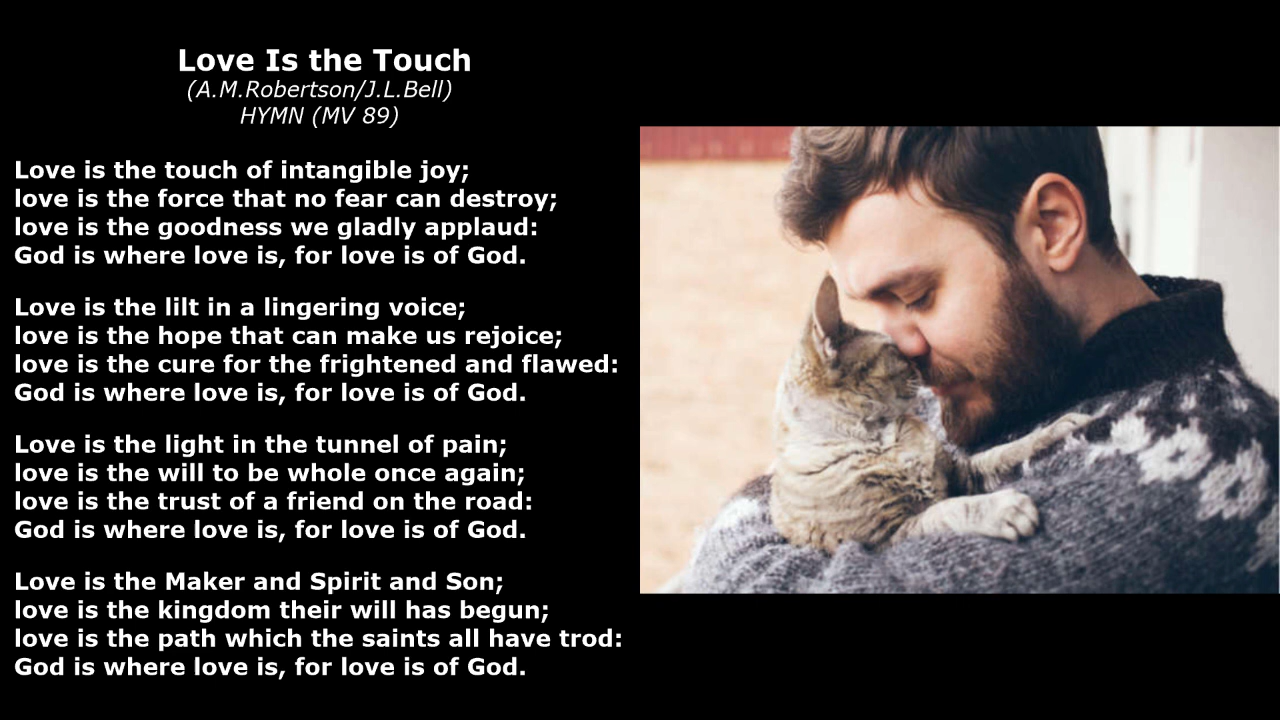 Love Is the Touch
(A.M.Robertson/J.L.Bell)
HYMN (MV 89)
Love is the touch of intangible joy;
love is the force that no fear can destroy;
love is the goodness we gladly applaud:
God is where love is, for love is of God.
Love is the lilt in a lingering voice;
love is the hope that can make us rejoice;
love is the cure for the frightened and flawed:
God is where love is, for love is of God.
Love is the light in the tunnel of pain;
love is the will to be whole once again;
love is the trust of a friend on the road:
God is where love is, for love is of God.
Love is the Maker and Spirit and Son;
love is the kingdom their will has begun;
love is the path which the saints all have trod:
God is where love is, for love is of God.